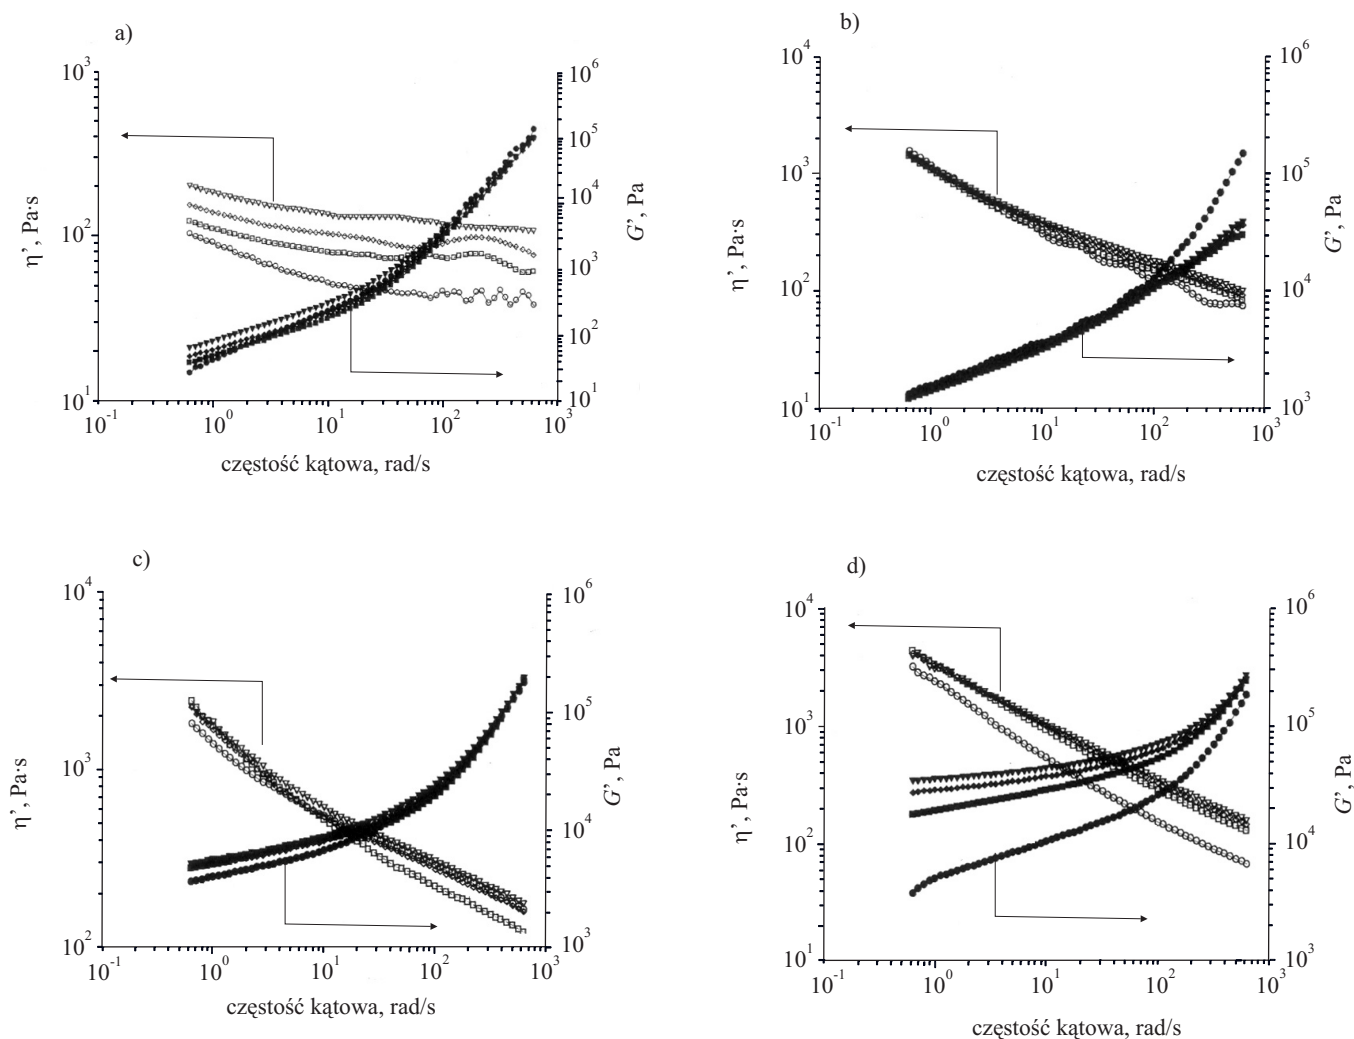 a)
10³
10²
10¹
η’, Pa·s
10⁶
10⁵
10⁴
10³
10²
10¹
G’, Pa
10⁻¹ 10⁰ 10¹ 10² 10³
częstość kątowa, rad/s
b)
10⁴
10³
10²
10¹
η’, Pa·s
10⁶
10⁵
10⁴
10³
G’, Pa
10⁻¹ 10⁰ 10¹ 10² 10³
częstość kątowa, rad/s
c)
10⁴
10³
10²
η’, Pa·s
10⁶
10⁵
10⁴
10³
G’, Pa
10⁻¹ 10⁰ 10¹ 10² 10³
częstość kątowa, rad/s
d)
10⁴
10³
10²
10¹
η’, Pa·s
10⁶
10⁵
10⁴
10³
G’, Pa
10⁻¹ 10⁰ 10¹ 10² 10³
częstość kątowa, rad/s